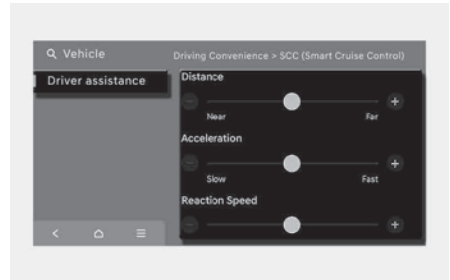 Vehicle
Driving Convenience > SCC (Smart Cruise Control)
Driver assistance
Distance
Near
Far
Acceleration
Slow
Fast
Reaction Speed